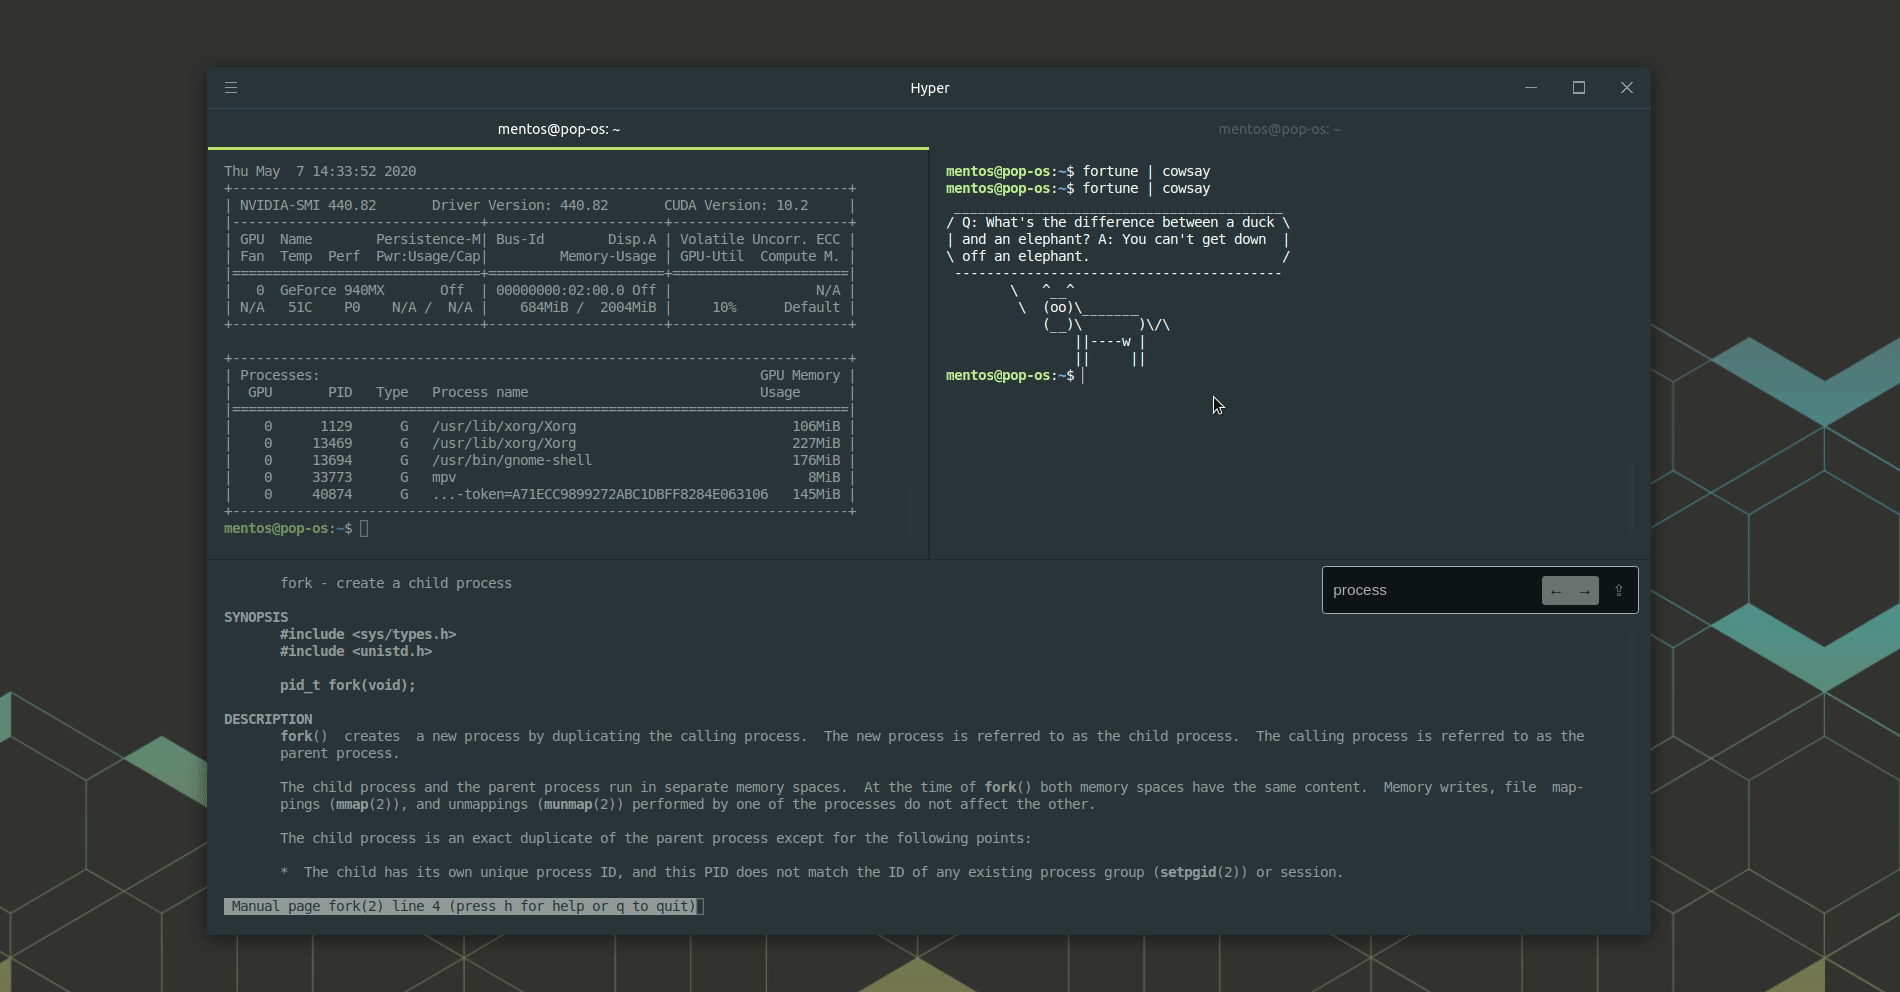 Hyper
mentos@pop-os: ~
mentos@pop-os: ~
Thu May  7 14:33:52 2020
+-----------------------------------------------------------------------------+
| NVIDIA-SMI 440.82       Driver Version: 440.82       CUDA Version: 10.2     |
|-------------------------------+----------------------+----------------------+
| GPU  Name        Persistence-M| Bus-Id        Disp.A | Volatile Uncorr. ECC |
| Fan  Temp  Perf  Pwr:Usage/Cap|         Memory-Usage | GPU-Util  Compute M. |
|===============================+======================+======================|
|   0  GeForce 940MX       Off  | 00000000:02:00.0 Off |                  N/A |
| N/A   51C    P0    N/A /  N/A |    684MiB /  2004MiB |     10%      Default |
+-------------------------------+----------------------+----------------------+

+-----------------------------------------------------------------------------+
| Processes:                                                       GPU Memory |
|  GPU       PID   Type   Process name                             Usage      |
|=============================================================================|
|    0      1129      G   /usr/lib/xorg/Xorg                           106MiB |
|    0     13469      G   /usr/lib/xorg/Xorg                           227MiB |
|    0     13694      G   /usr/bin/gnome-shell                         176MiB |
|    0     33773      G   mpv                                            8MiB |
|    0     40874      G   ...-token=A71ECC9899272ABC1DBFF8284E063106   145MiB |
+-----------------------------------------------------------------------------+
mentos@pop-os:~$
mentos@pop-os:~$ fortune | cowsay
mentos@pop-os:~$ fortune | cowsay
 _________________________________________
/ Q: What's the difference between a duck \
| and an elephant? A: You can't get down  |
\ off an elephant.                        /
 -----------------------------------------
        \   ^__^
         \  (oo)\_______
            (__)\       )\/\
                ||----w |
                ||     ||
mentos@pop-os:~$
process
← → ⇧
       fork - create a child process

SYNOPSIS
       #include <sys/types.h>
       #include <unistd.h>

       pid_t fork(void);

DESCRIPTION
       fork()  creates  a new process by duplicating the calling process.  The new process is referred to as the child process.  The calling process is referred to as the
       parent process.

       The child process and the parent process run in separate memory spaces.  At the time of fork() both memory spaces have the same content.  Memory writes, file  map-
       pings (mmap(2)), and unmappings (munmap(2)) performed by one of the processes do not affect the other.

       The child process is an exact duplicate of the parent process except for the following points:

       *  The child has its own unique process ID, and this PID does not match the ID of any existing process group (setpgid(2)) or session.

 Manual page fork(2) line 4 (press h for help or q to quit)